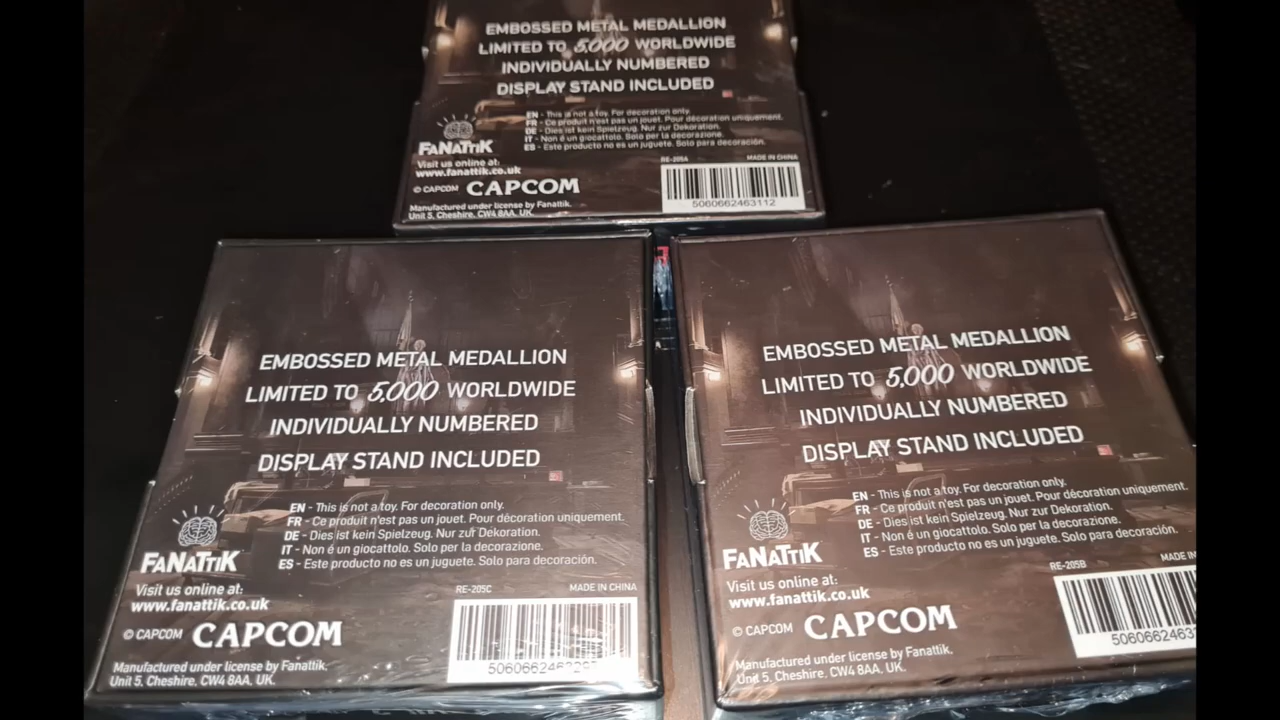 EMBOSSED METAL MEDALLION
LIMITED TO 5,000 WORLDWIDE
INDIVIDUALLY NUMBERED
DISPLAY STAND INCLUDED
EN - This is not a toy. For decoration only.
FR - Ce produit n'est pas un jouet. Pour décoration uniquement.
DE - Dies ist kein Spielzeug. Nur zur Dekoration.
IT - Non é un giocattolo. Solo per la decorazione.
ES - Este producto no es un juguete. Solo para decoración.
FANATTIK
Visit us online at:
www.fanattik.co.uk
RE-205A MADE IN CHINA
© CAPCOM CAPCOM
5060662463112
Manufactured under license by Fanattik.
Unit 5, Cheshire, CW4 8AA, UK.
EMBOSSED METAL MEDALLION
LIMITED TO 5,000 WORLDWIDE
INDIVIDUALLY NUMBERED
DISPLAY STAND INCLUDED
EN - This is not a toy. For decoration only.
FR - Ce produit n'est pas un jouet. Pour décoration uniquement.
DE - Dies ist kein Spielzeug. Nur zur Dekoration.
IT - Non é un giocattolo. Solo per la decorazione.
ES - Este producto no es un juguete. Solo para decoración.
FANATTIK
Visit us online at:
www.fanattik.co.uk
RE-205C MADE IN CHINA
© CAPCOM CAPCOM
Manufactured under license by Fanattik.
Unit 5, Cheshire, CW4 8AA, UK.
EMBOSSED METAL MEDALLION
LIMITED TO 5,000 WORLDWIDE
INDIVIDUALLY NUMBERED
DISPLAY STAND INCLUDED
EN - This is not a toy. For decoration only.
FR - Ce produit n'est pas un jouet. Pour décoration uniquement.
DE - Dies ist kein Spielzeug. Nur zur Dekoration.
IT - Non é un giocattolo. Solo per la decorazione.
ES - Este producto no es un juguete. Solo para decoración.
FANATTIK
Visit us online at:
www.fanattik.co.uk
RE-205B MADE IN
© CAPCOM CAPCOM
506066246
Manufactured under license by Fanattik.
Unit 5, Cheshire, CW4 8AA, UK.